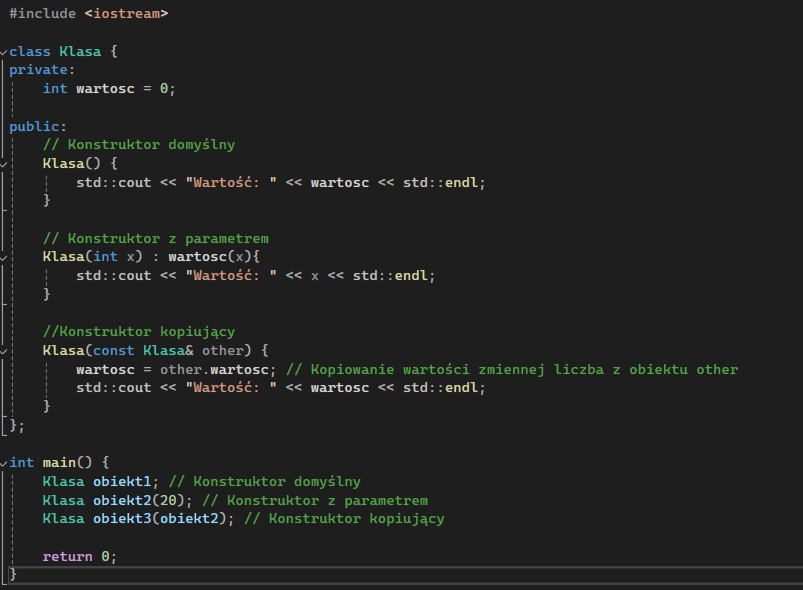 #include <iostream>
class Klasa {
private:
int wartosc = 0;
public:
// Konstruktor domyślny
Klasa() {
std::cout << "Wartość: " << wartosc << std::endl;
}
// Konstruktor z parametrem
Klasa(int x) : wartosc(x){
std::cout << "Wartość: " << x << std::endl;
}
//Konstruktor kopiujący
Klasa(const Klasa& other) {
wartosc = other.wartosc; // Kopiowanie wartości zmiennej liczba z obiektu other
std::cout << "Wartość: " << wartosc << std::endl;
}
};
int main() {
Klasa obiekt1; // Konstruktor domyślny
Klasa obiekt2(20); // Konstruktor z parametrem
Klasa obiekt3(obiekt2); // Konstruktor kopiujący
return 0;
}